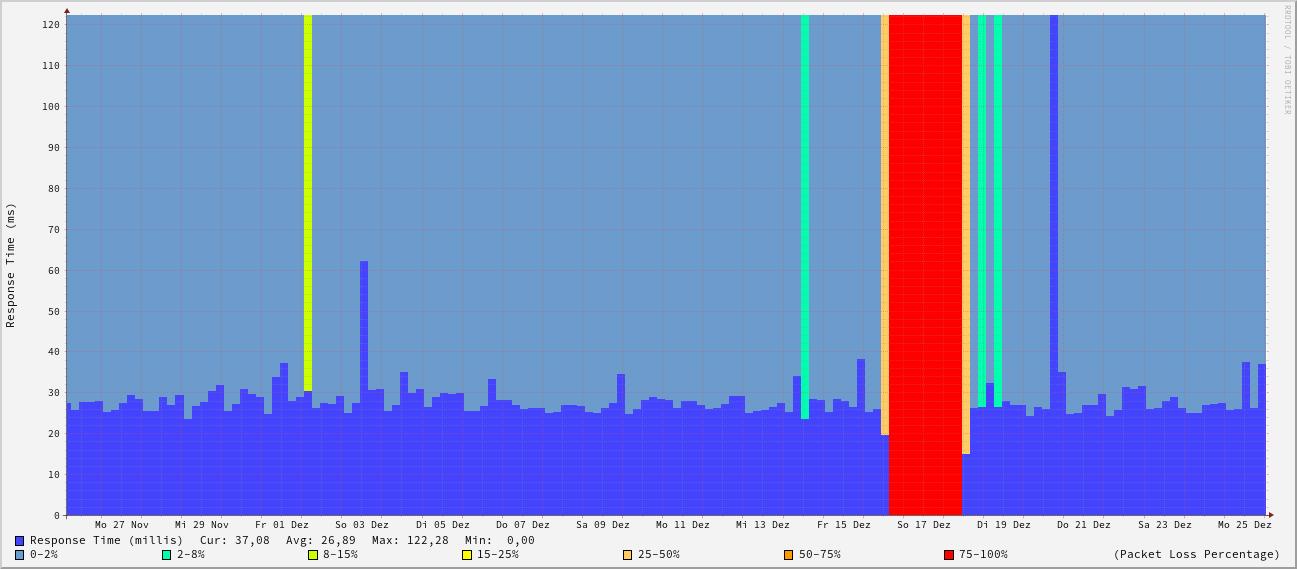 RRDTOOL / TOBI OETIKER
Response Time (ms)
120
110
100
90
80
70
60
50
40
30
20
10
0
Mo 27 Nov Mi 29 Nov Fr 01 Dez So 03 Dez Di 05 Dez Do 07 Dez Sa 09 Dez Mo 11 Dez Mi 13 Dez Fr 15 Dez So 17 Dez Di 19 Dez Do 21 Dez Sa 23 Dez Mo 25 Dez
Response Time (millis) Cur: 37,08 Avg: 26,89 Max: 122,28 Min: 0,00
0-2% 2-8% 8-15% 15-25% 25-50% 50-75% 75-100% (Packet Loss Percentage)